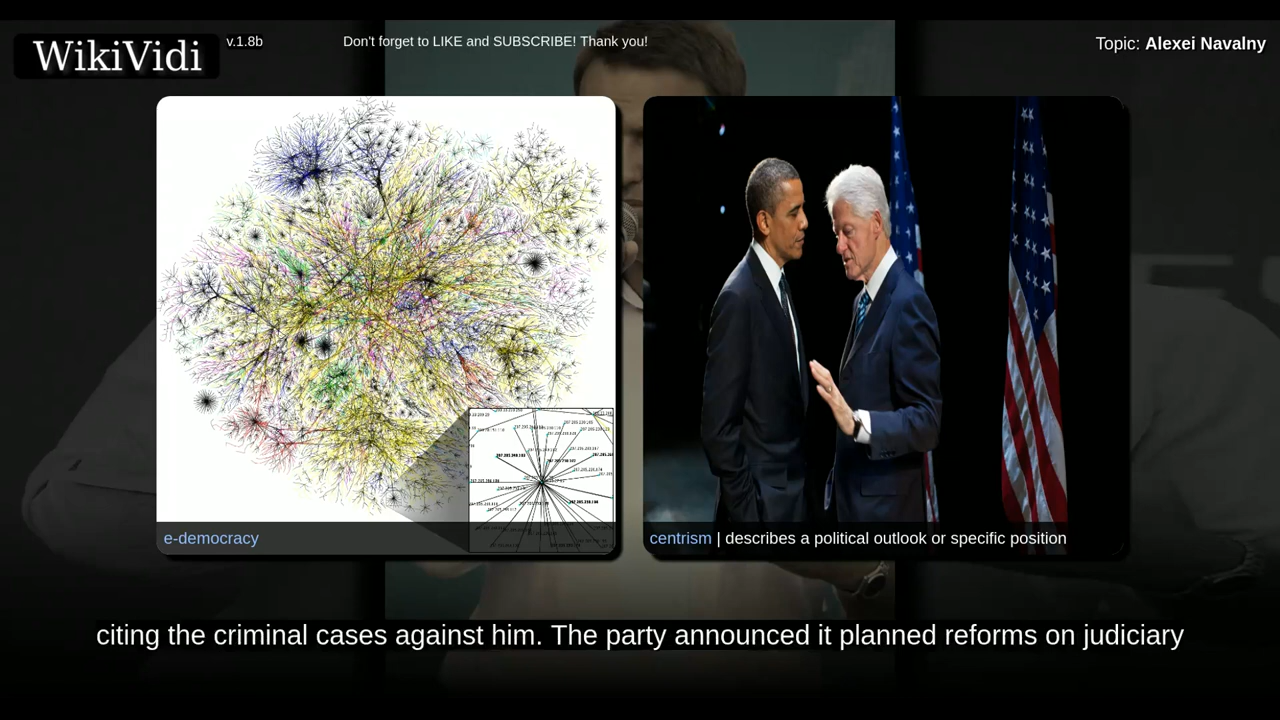 WikiVidi
v.1.8b
Don't forget to LIKE and SUBSCRIBE! Thank you!
Topic: Alexei Navalny
e-democracy
centrism | describes a political outlook or specific position
citing the criminal cases against him. The party announced it planned reforms on judiciary